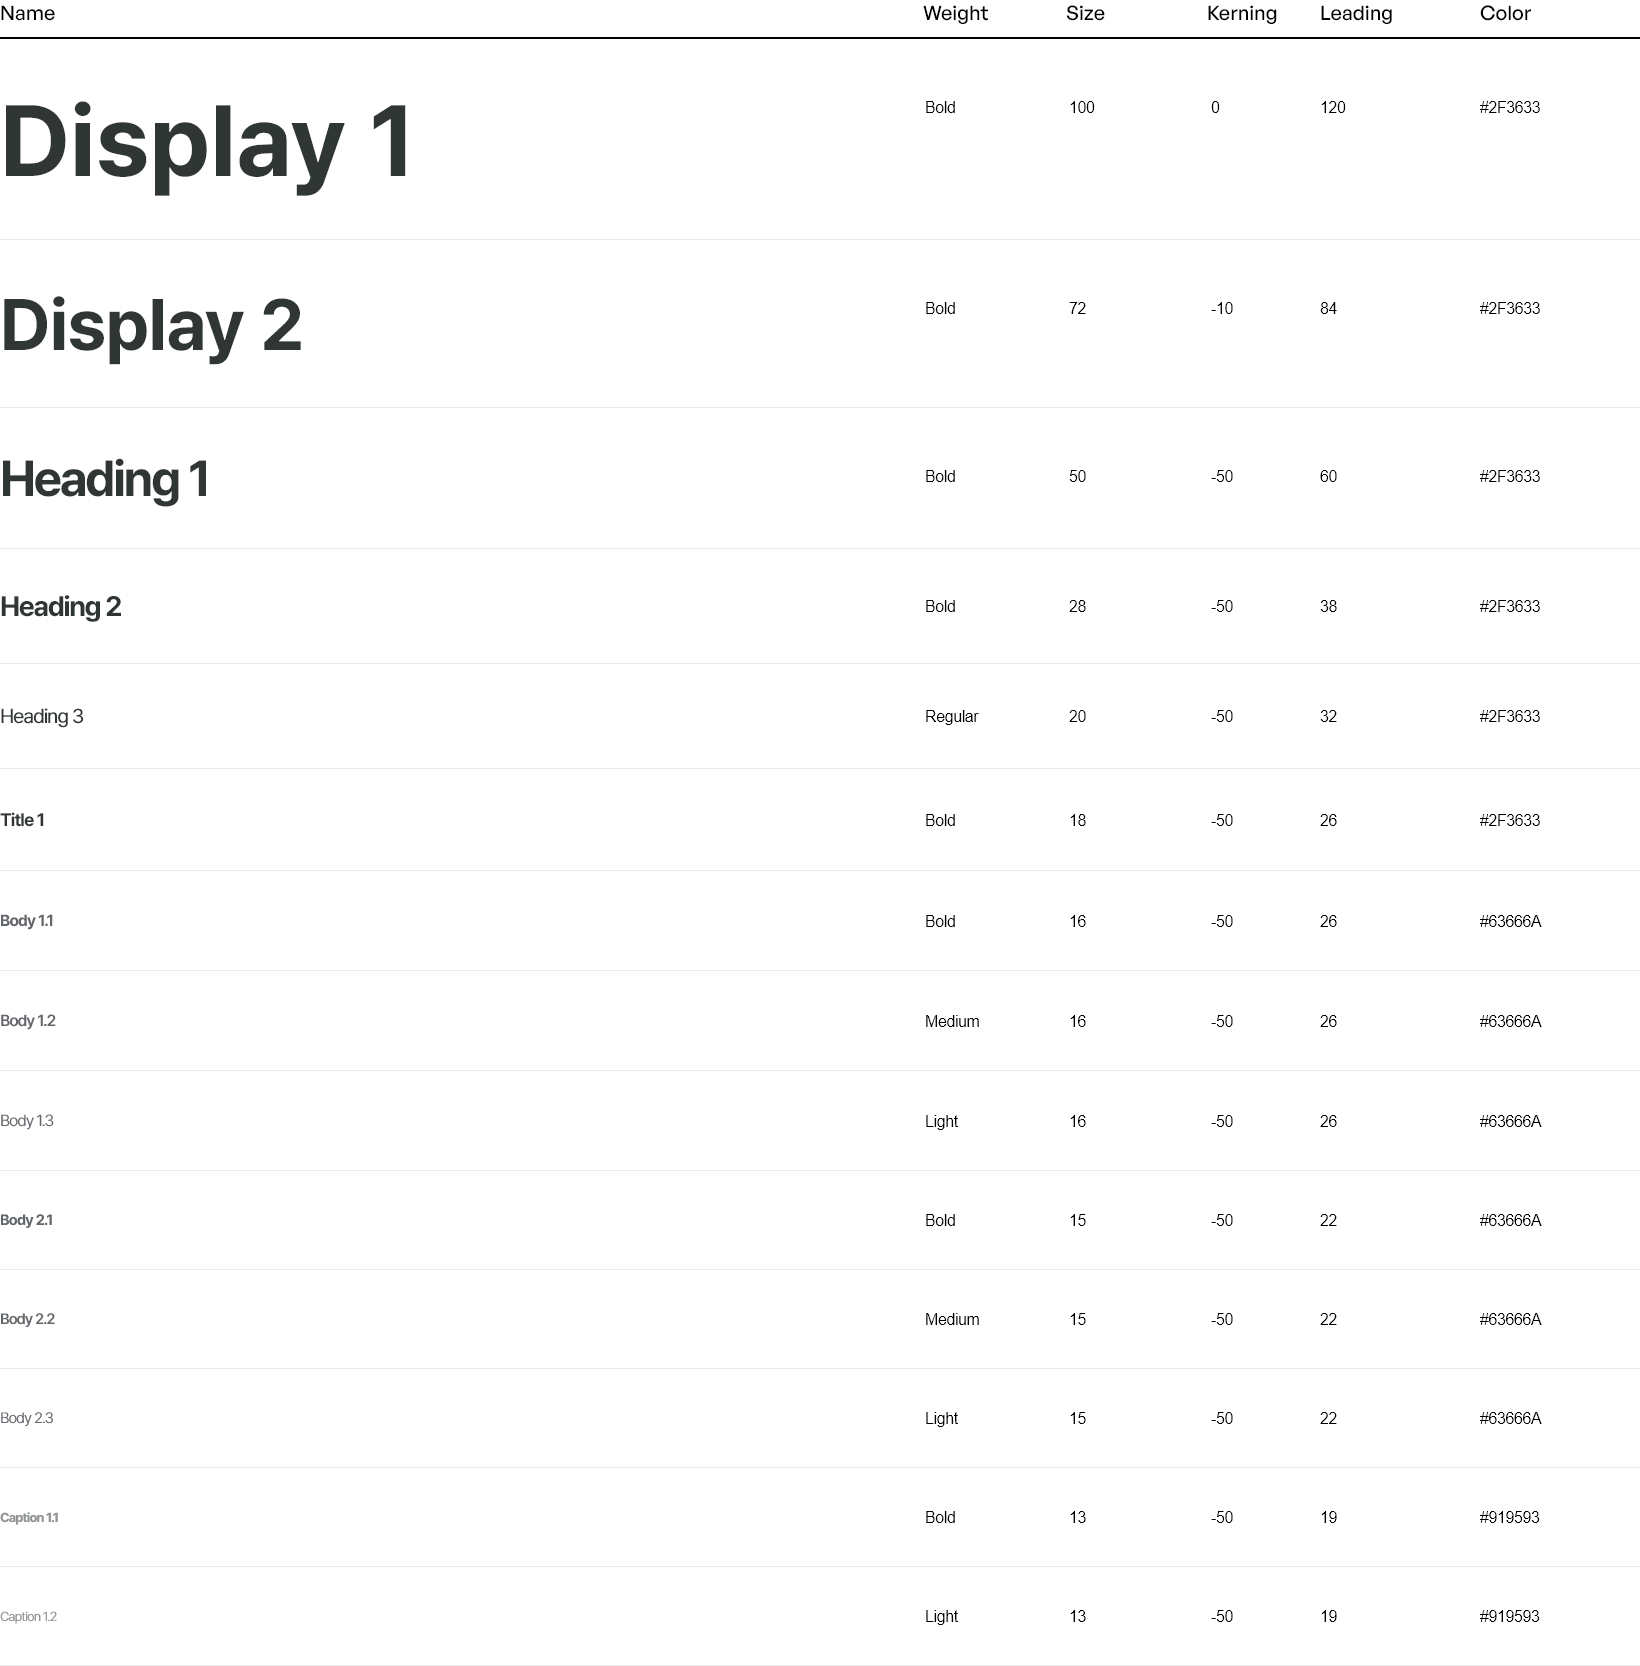 Name Weight Size Kerning Leading Color
Display 1 Bold 100 0 120 #2F3633
Display 2 Bold 72 -10 84 #2F3633
Heading 1 Bold 50 -50 60 #2F3633
Heading 2 Bold 28 -50 38 #2F3633
Heading 3 Regular 20 -50 32 #2F3633
Title 1 Bold 18 -50 26 #2F3633
Body 1.1 Bold 16 -50 26 #63666A
Body 1.2 Medium 16 -50 26 #63666A
Body 1.3 Light 16 -50 26 #63666A
Body 2.1 Bold 15 -50 22 #63666A
Body 2.2 Medium 15 -50 22 #63666A
Body 2.3 Light 15 -50 22 #63666A
Caption 1.1 Bold 13 -50 19 #919593
Caption 1.2 Light 13 -50 19 #919593